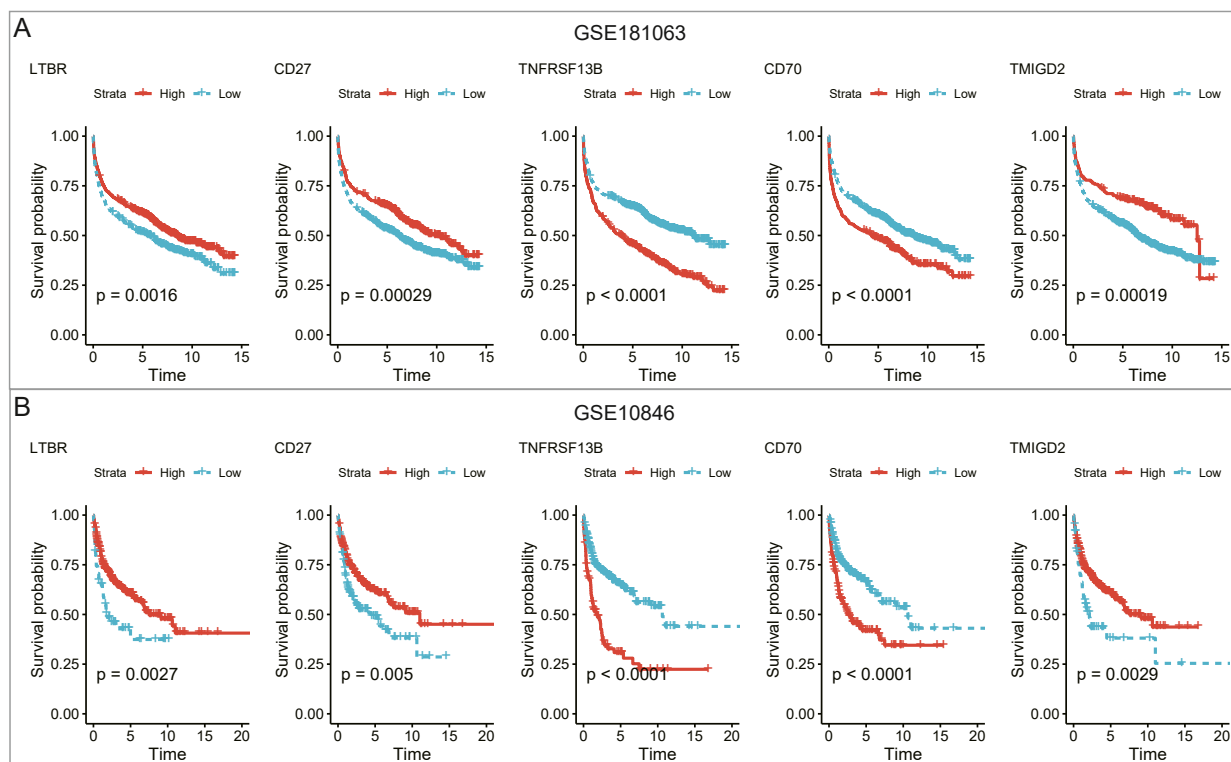 A
GSE181063
LTBR
CD27
TNFRSF13B
CD70
TMIGD2
Strata High Low
Strata High Low
Strata High Low
Strata High Low
Strata High Low
Survival probability
1.00
0.75
0.50
0.25
0.00
p = 0.0016
0 5 10 15
Time
Survival probability
1.00
0.75
0.50
0.25
0.00
p = 0.00029
0 5 10 15
Time
Survival probability
1.00
0.75
0.50
0.25
0.00
p < 0.0001
0 5 10 15
Time
Survival probability
1.00
0.75
0.50
0.25
0.00
p < 0.0001
0 5 10 15
Time
Survival probability
1.00
0.75
0.50
0.25
0.00
p = 0.00019
0 5 10 15
Time
B
GSE10846
LTBR
CD27
TNFRSF13B
CD70
TMIGD2
Strata High Low
Strata High Low
Strata High Low
Strata High Low
Strata High Low
Survival probability
1.00
0.75
0.50
0.25
0.00
p = 0.0027
0 5 10 15 20
Time
Survival probability
1.00
0.75
0.50
0.25
0.00
p = 0.005
0 5 10 15 20
Time
Survival probability
1.00
0.75
0.50
0.25
0.00
p < 0.0001
0 5 10 15 20
Time
Survival probability
1.00
0.75
0.50
0.25
0.00
p < 0.0001
0 5 10 15 20
Time
Survival probability
1.00
0.75
0.50
0.25
0.00
p = 0.0029
0 5 10 15 20
Time